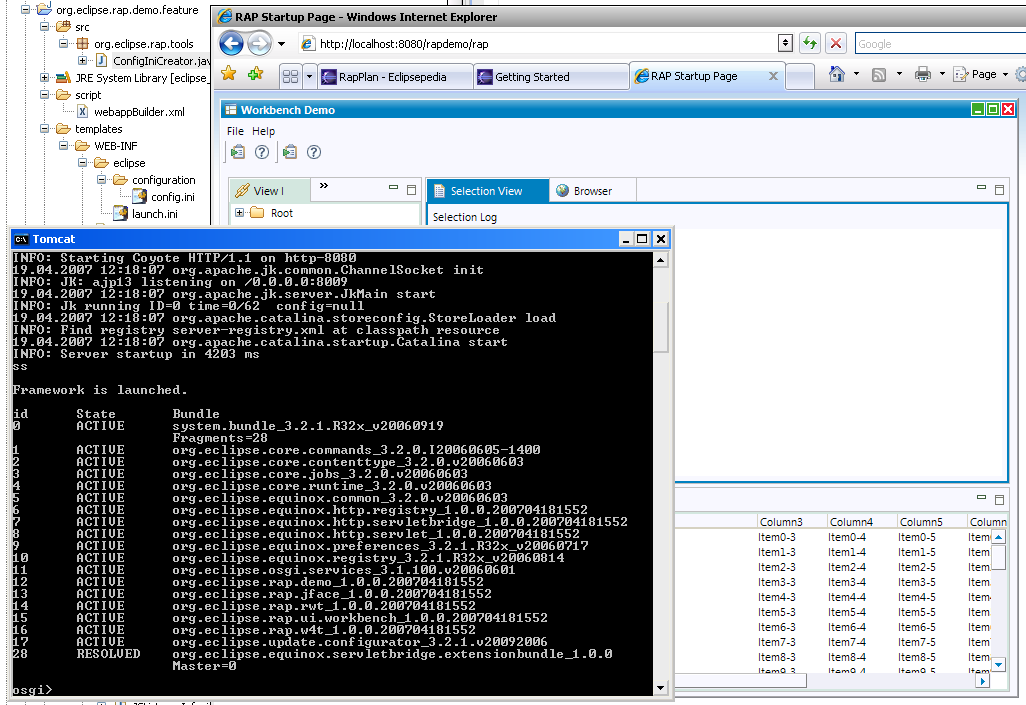 org.eclipse.rap.demo.feature
src
org.eclipse.rap.tools
ConfigIniCreator.jav
JRE System Library [eclipse_
script
webappBuilder.xml
templates
WEB-INF
eclipse
configuration
config.ini
launch.ini
RAP Startup Page - Windows Internet Explorer
http://localhost:8080/rapdemo/rap
Google
RapPlan - Eclipsepedia
Getting Started
RAP Startup Page
Page
Workbench Demo
File Help
View I
»
Selection View
Browser
Root
Selection Log
Tomcat
INFO: Starting Coyote HTTP/1.1 on http-8080
19.04.2007 12:18:07 org.apache.jk.common.ChannelSocket init
INFO: JK: ajp13 listening on /0.0.0.0:8009
19.04.2007 12:18:07 org.apache.jk.server.JkMain start
INFO: Jk running ID=0 time=0/62  config=null
19.04.2007 12:18:07 org.apache.catalina.storeconfig.StoreLoader load
INFO: Find registry server-registry.xml at classpath resource
19.04.2007 12:18:07 org.apache.catalina.startup.Catalina start
INFO: Server startup in 4203 ms
ss
Framework is launched.
id State Bundle
0 ACTIVE system.bundle_3.2.1.R32x_v20060919
Fragments=28
1 ACTIVE org.eclipse.core.commands_3.2.0.I20060605-1400
2 ACTIVE org.eclipse.core.contenttype_3.2.0.v20060603
3 ACTIVE org.eclipse.core.jobs_3.2.0.v20060603
4 ACTIVE org.eclipse.core.runtime_3.2.0.v20060603
5 ACTIVE org.eclipse.equinox.common_3.2.0.v20060603
6 ACTIVE org.eclipse.equinox.http.registry_1.0.0.200704181552
7 ACTIVE org.eclipse.equinox.http.servletbridge_1.0.0.200704181552
8 ACTIVE org.eclipse.equinox.http.servlet_1.0.0.200704181552
9 ACTIVE org.eclipse.equinox.preferences_3.2.1.R32x_v20060717
10 ACTIVE org.eclipse.equinox.registry_3.2.1.R32x_v20060814
11 ACTIVE org.eclipse.osgi.services_3.1.100.v20060601
12 ACTIVE org.eclipse.rap.demo_1.0.0.200704181552
13 ACTIVE org.eclipse.rap.jface_1.0.0.200704181552
14 ACTIVE org.eclipse.rap.rwt_1.0.0.200704181552
15 ACTIVE org.eclipse.rap.ui.workbench_1.0.0.200704181552
16 ACTIVE org.eclipse.rap.w4t_1.0.0.200704181552
17 ACTIVE org.eclipse.update.configurator_3.2.1.v20092006
28 RESOLVED org.eclipse.equinox.servletbridge.extensionbundle_1.0.0
Master=0
osgi>
Column3 Column4 Column5 Column
Item0-3 Item0-4 Item0-5 Item
Item1-3 Item1-4 Item1-5 Item
Item2-3 Item2-4 Item2-5 Item
Item3-3 Item3-4 Item3-5 Item
Item4-3 Item4-4 Item4-5 Item
Item5-3 Item5-4 Item5-5 Item
Item6-3 Item6-4 Item6-5 Item
Item7-3 Item7-4 Item7-5 Item
Item8-3 Item8-4 Item8-5 Item
Item9-3 Item9-4 Item9-5 Item